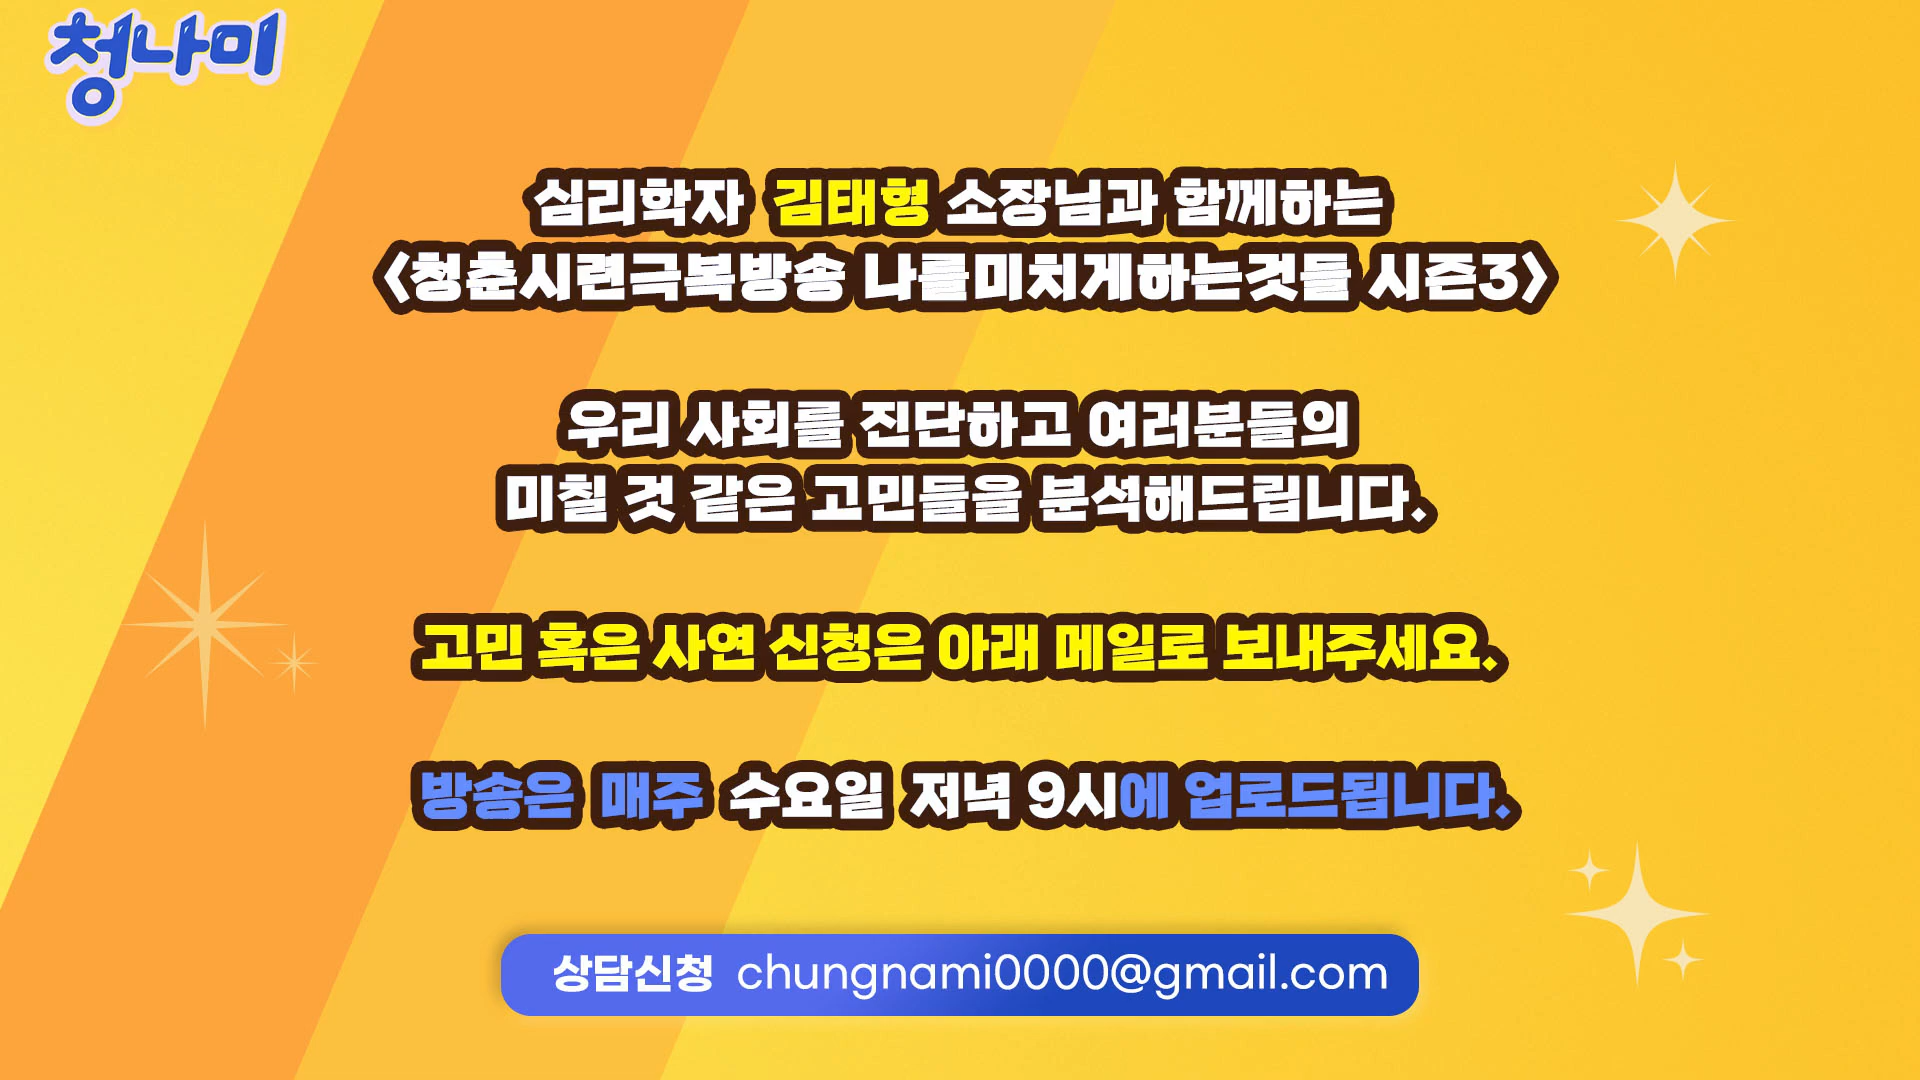 청나미
심리학자 김태형 소장님과 함께하는
<청춘시련극복방송 나를미치게하는것들 시즌3>
우리 사회를 진단하고 여러분들의
미칠 것 같은 고민들을 분석해드립니다.
고민 혹은 사연 신청은 아래 메일로 보내주세요.
방송은 매주 수요일 저녁 9시에 업로드됩니다.
상담신청 chungnami0000@gmail.com